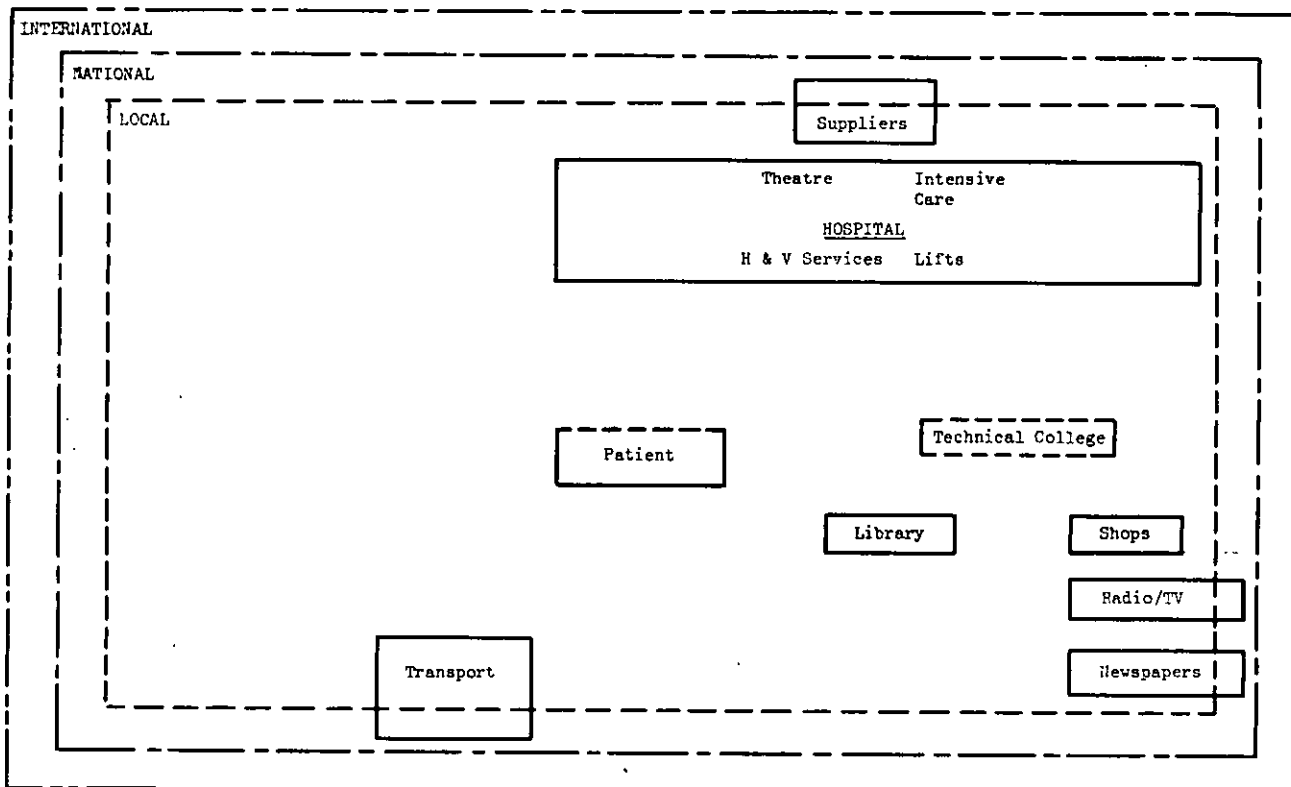 INTERNATIONAL
NATIONAL
LOCAL
Suppliers
Theatre Intensive
Care
HOSPITAL
H & V Services Lifts
Technical College
Patient
Library Shops
Radio/TV
Transport Newspapers